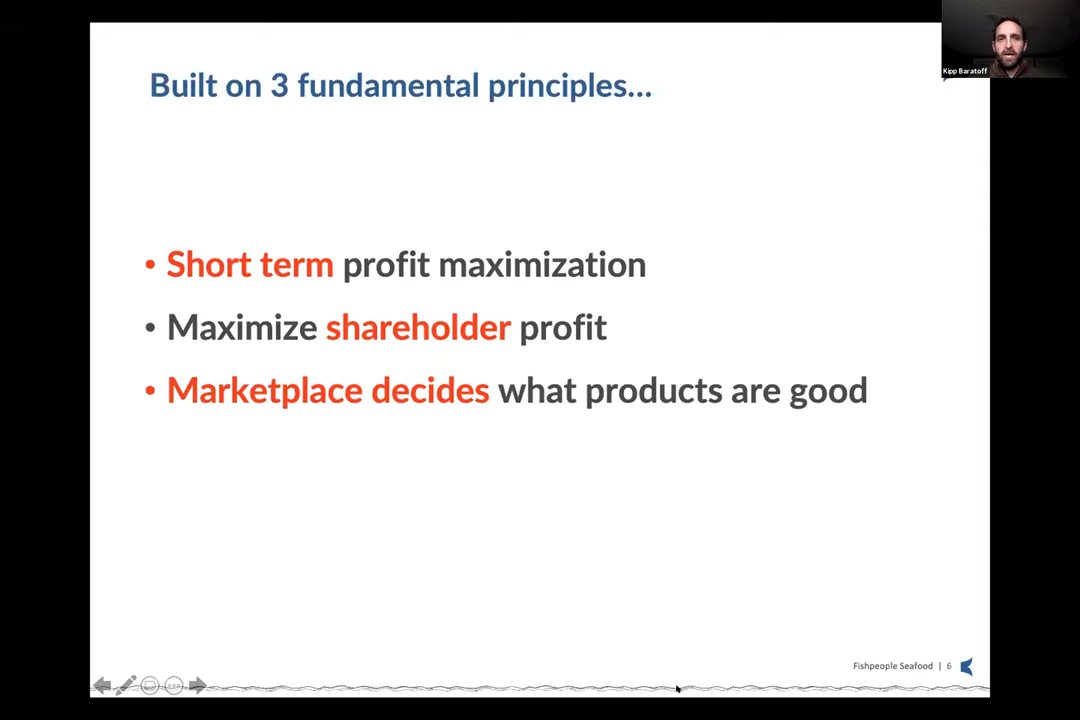 Built on 3 fundamental principles...
Kipp Baratoff
• Short term profit maximization
• Maximize shareholder profit
• Marketplace decides what products are good
Fishpeople Seafood | 6